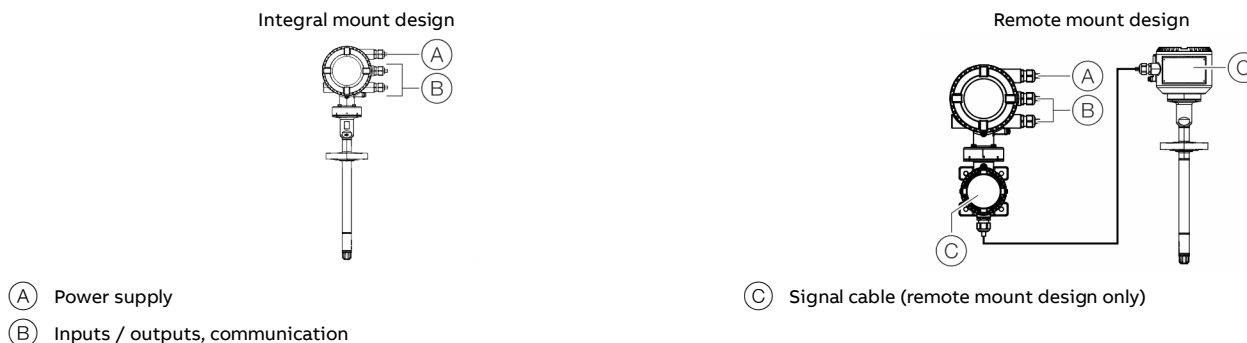 Integral mount design
A
B
Remote mount design
A
B
C
C
A Power supply
B Inputs / outputs, communication
C Signal cable (remote mount design only)